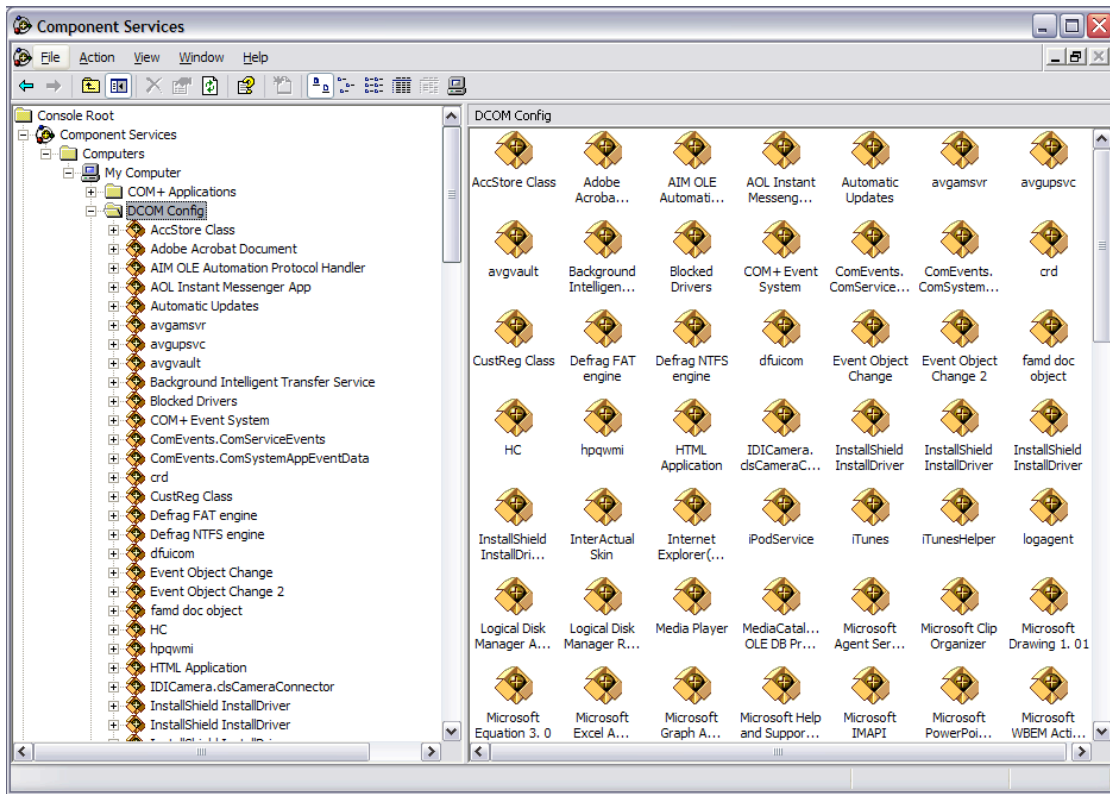 Component Services
File Action View Window Help
Console Root
Component Services
Computers
My Computer
COM+ Applications
DCOM Config
AccStore Class
Adobe Acrobat Document
AIM OLE Automation Protocol Handler
AOL Instant Messenger App
Automatic Updates
avgamsvr
avgupsvc
avgvault
Background Intelligent Transfer Service
Blocked Drivers
COM+ Event System
ComEvents.ComServiceEvents
ComEvents.ComSystemAppEventData
crd
CustReg Class
Defrag FAT engine
Defrag NTFS engine
dfuicom
Event Object Change
Event Object Change 2
famd doc object
HC
hpqwmi
HTML Application
IDICamera.clsCameraConnector
InstallShield InstallDriver
InstallShield InstallDriver
DCOM Config
AccStore Class Adobe AIM OLE AOL Instant Automatic avgamsvr avgupsvc
Acroba... Automati... Messeng... Updates
avgvault Background Blocked COM+ Event ComEvents. ComEvents. crd
Intelligen... Drivers System ComService... ComSystem...
CustReg Class Defrag FAT Defrag NTFS dfuicom Event Object Event Object famd doc
engine engine Change Change 2 object
HC hpqwmi HTML IDICamera. InstallShield InstallShield InstallShield
Application clsCameraC... InstallDriver InstallDriver InstallDriver
InstallShield InterActual Internet iPodService iTunes iTunesHelper logagent
InstallDri... Skin Explorer(...
Logical Disk Logical Disk Media Player MediaCatal... Microsoft Microsoft Clip Microsoft
Manager A... Manager R... OLE DB Pr... Agent Ser... Organizer Drawing 1. 01
Microsoft Microsoft Microsoft Microsoft Help Microsoft Microsoft Microsoft
Equation 3. 0 Excel A... Graph A... and Suppor... IMAPI PowerPoi... WBEM Acti...